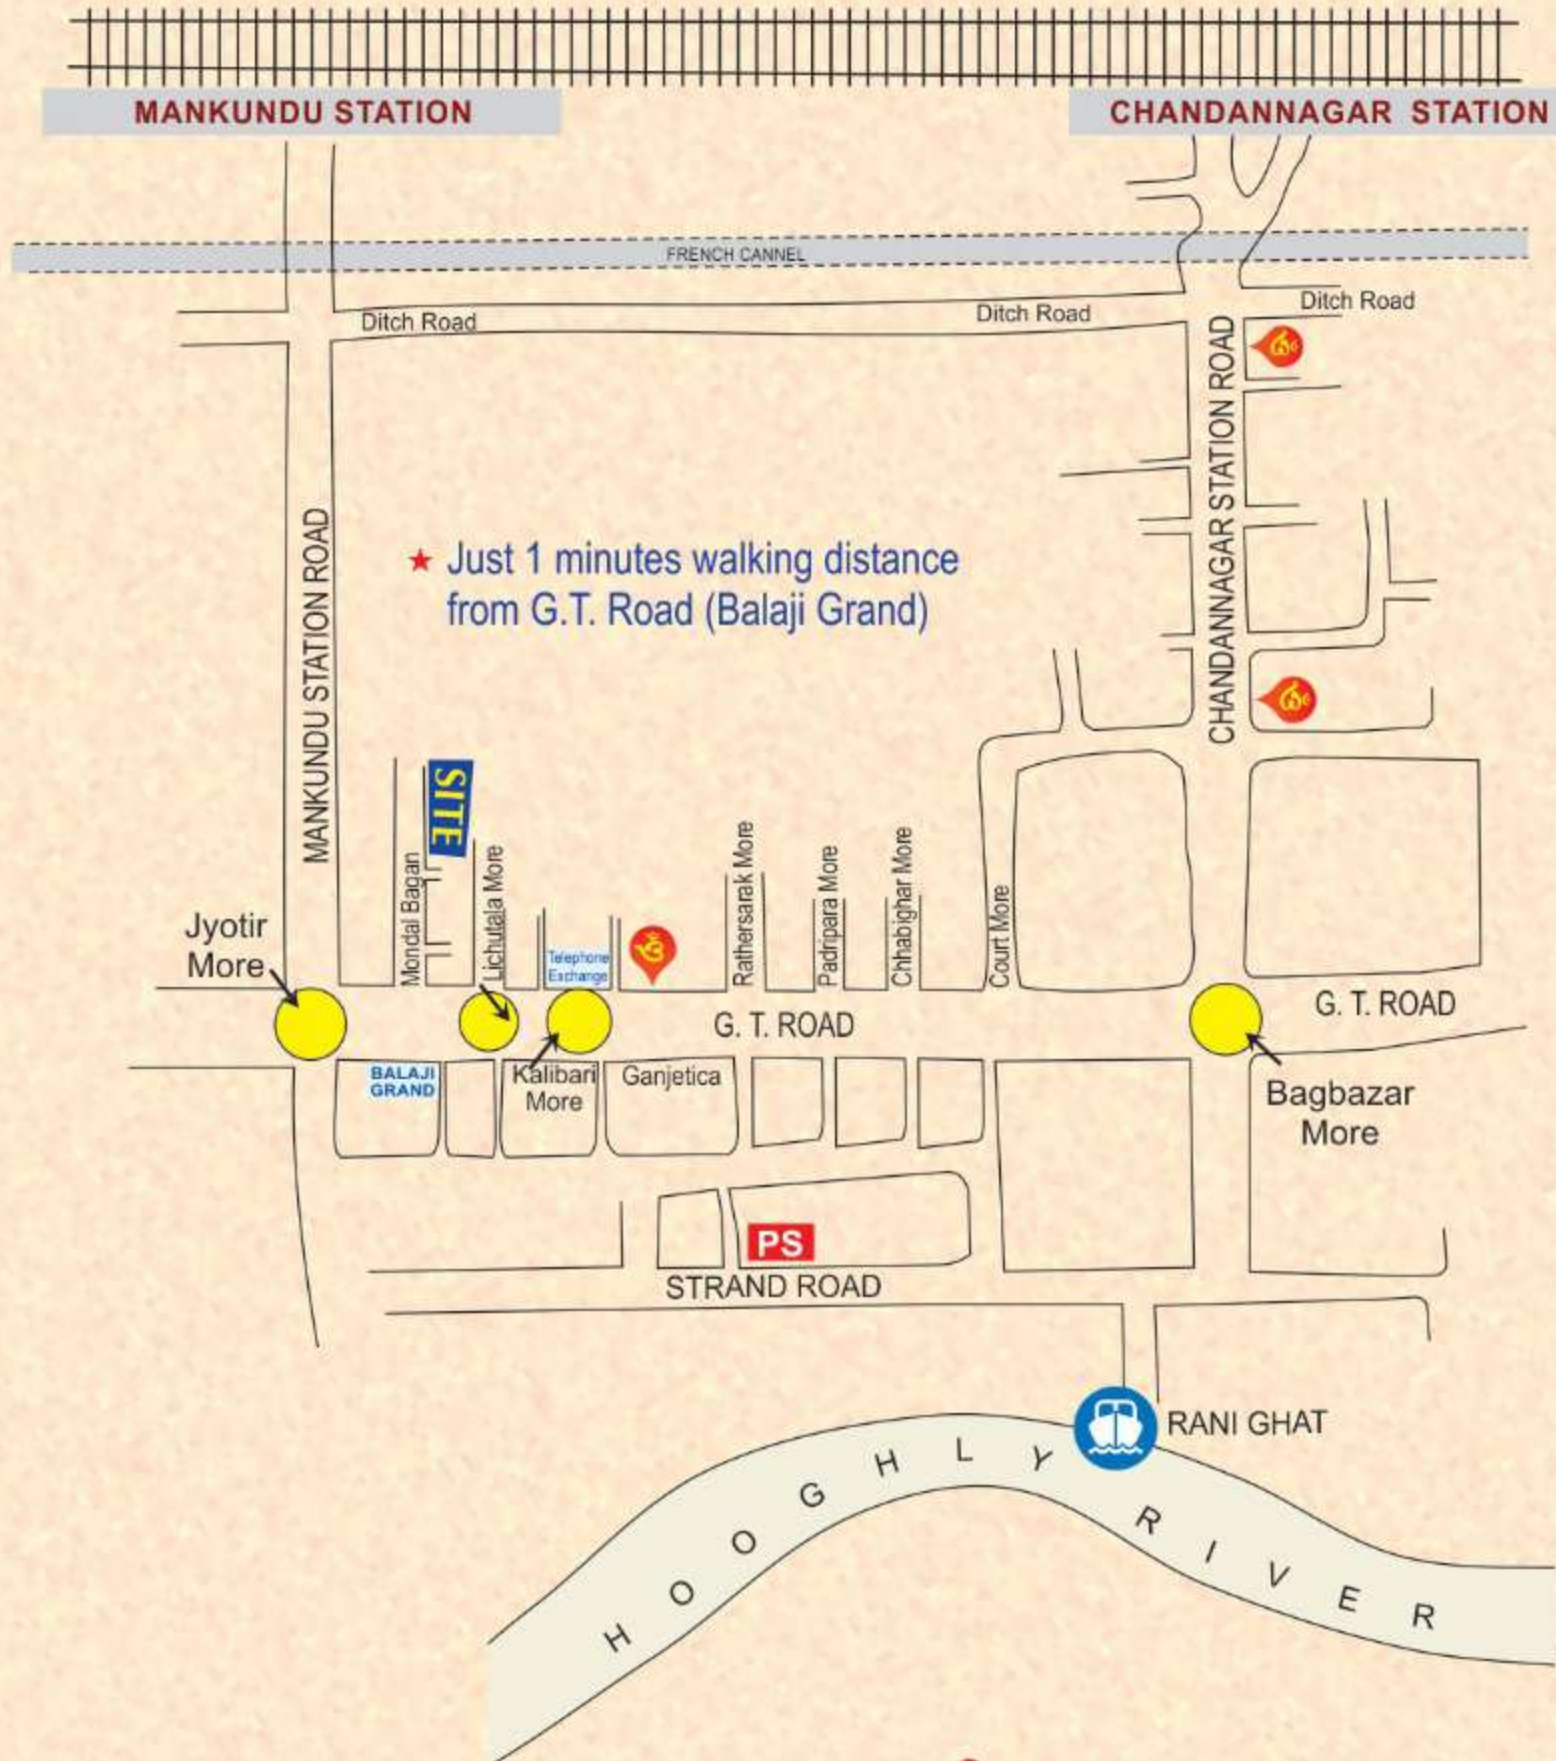 MANKUNDU STATION
CHANDANNAGAR STATION
FRENCH CANNEL
Ditch Road
Ditch Road
Ditch Road
CHANDANNAGAR STATION ROAD
MANKUNDU STATION ROAD
★ Just 1 minutes walking distance
from G.T. Road (Balaji Grand)
SITE
Mondal Bagan
Lichutala More
Telephone
Exchange
Rathersarak More
Padripara More
Chhabighar More
Court More
Jyotir
More
G. T. ROAD
G. T. ROAD
BALAJI
GRAND
Kalibari
More
Ganjetica
Bagbazar
More
PS
STRAND ROAD
RANI GHAT
HOOGHLY RIVER